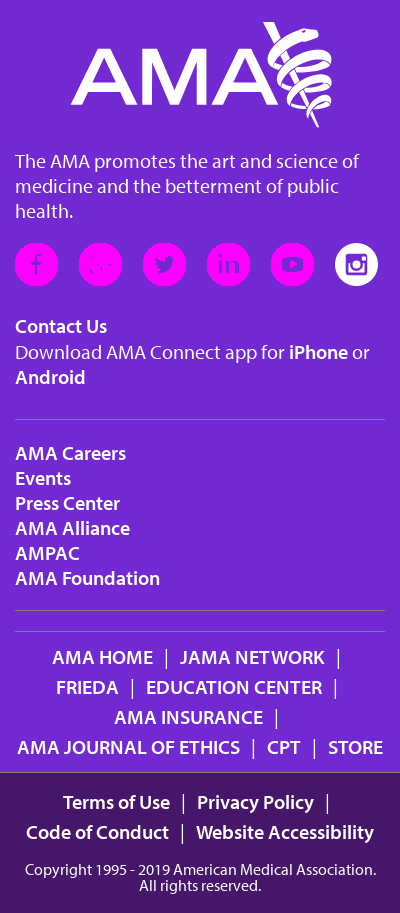 AMA
The AMA promotes the art and science of
medicine and the betterment of public
health.
Contact Us
Download AMA Connect app for iPhone or
Android
AMA Careers
Events
Press Center
AMA Alliance
AMPAC
AMA Foundation
AMA HOME | JAMA NETWORK |
FRIEDA | EDUCATION CENTER |
AMA INSURANCE |
AMA JOURNAL OF ETHICS | CPT | STORE
Terms of Use | Privacy Policy |
Code of Conduct | Website Accessibility
Copyright 1995 - 2019 American Medical Association.
All rights reserved.